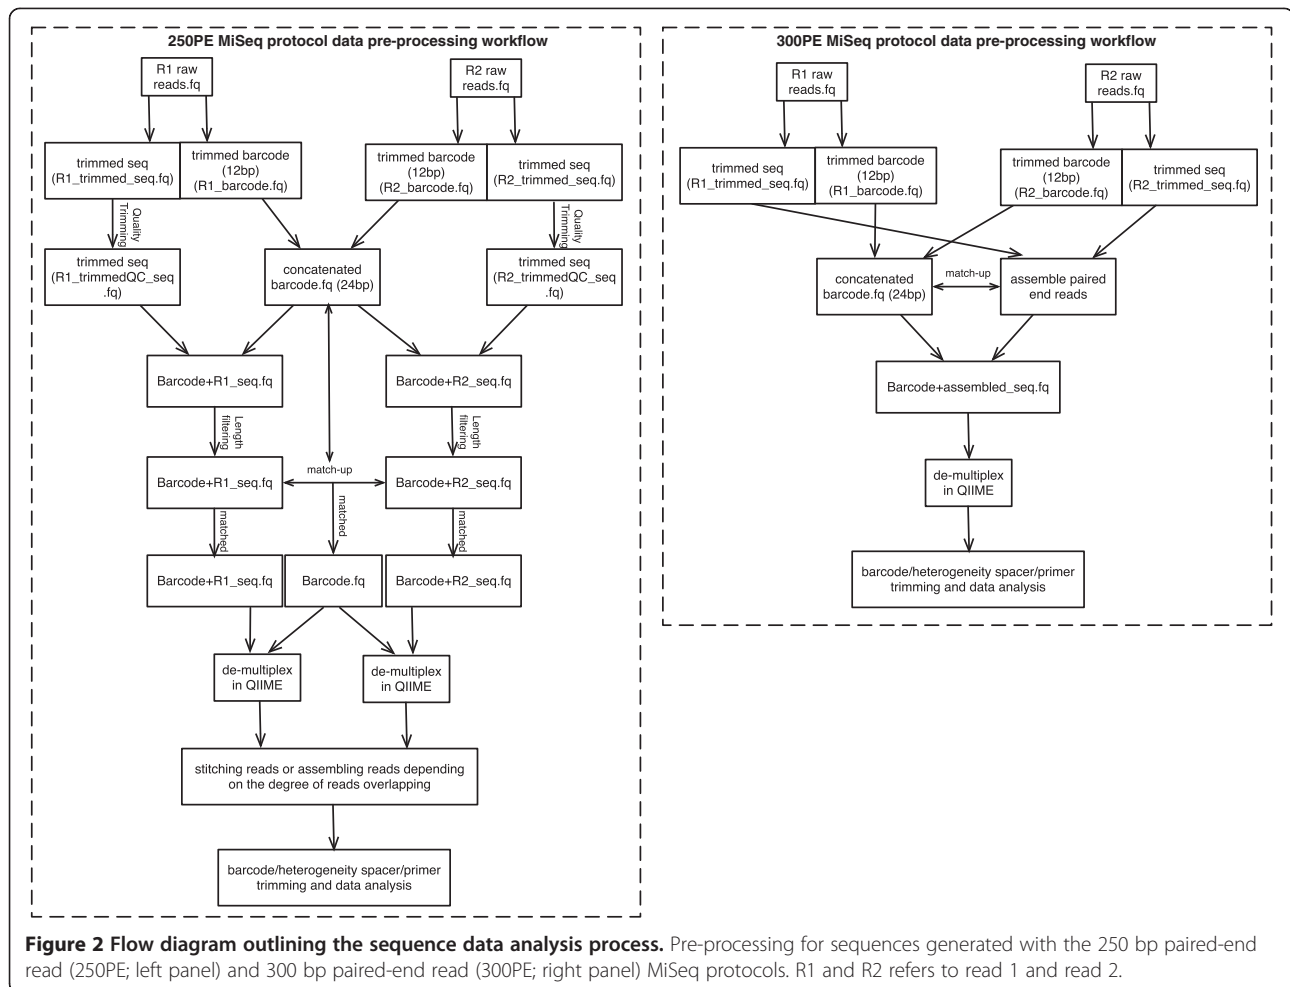 250PE MiSeq protocol data pre-processing workflow
R1 raw
reads.fq
R2 raw
reads.fq
trimmed seq
(R1_trimmed_seq.fq)
trimmed barcode
(12bp)
(R1_barcode.fq)
trimmed barcode
(12bp)
(R2_barcode.fq)
trimmed seq
(R2_trimmed_seq.fq)
Quality
Trimming
Quality
Trimming
trimmed seq
(R1_trimmedQC_seq
.fq)
concatenated
barcode.fq (24bp)
trimmed seq
(R2_trimmedQC_seq
.fq)
Barcode+R1_seq.fq
Barcode+R2_seq.fq
Length
filtering
Length
filtering
Barcode+R1_seq.fq
match-up
Barcode+R2_seq.fq
matched
matched
matched
Barcode+R1_seq.fq
Barcode.fq
Barcode+R2_seq.fq
de-multiplex
in QIIME
de-multiplex
in QIIME
stitching reads or assembling reads depending
on the degree of reads overlapping
barcode/heterogeneity spacer/primer
trimming and data analysis
300PE MiSeq protocol data pre-processing workflow
R1 raw
reads.fq
R2 raw
reads.fq
trimmed seq
(R1_trimmed_seq.fq)
trimmed barcode
(12bp)
(R1_barcode.fq)
trimmed barcode
(12bp)
(R2_barcode.fq)
trimmed seq
(R2_trimmed_seq.fq)
concatenated
barcode.fq (24bp)
match-up
assemble paired
end reads
Barcode+assembled_seq.fq
de-multiplex
in QIIME
barcode/heterogeneity spacer/primer
trimming and data analysis
Figure 2 Flow diagram outlining the sequence data analysis process. Pre-processing for sequences generated with the 250 bp paired-end
read (250PE; left panel) and 300 bp paired-end read (300PE; right panel) MiSeq protocols. R1 and R2 refers to read 1 and read 2.